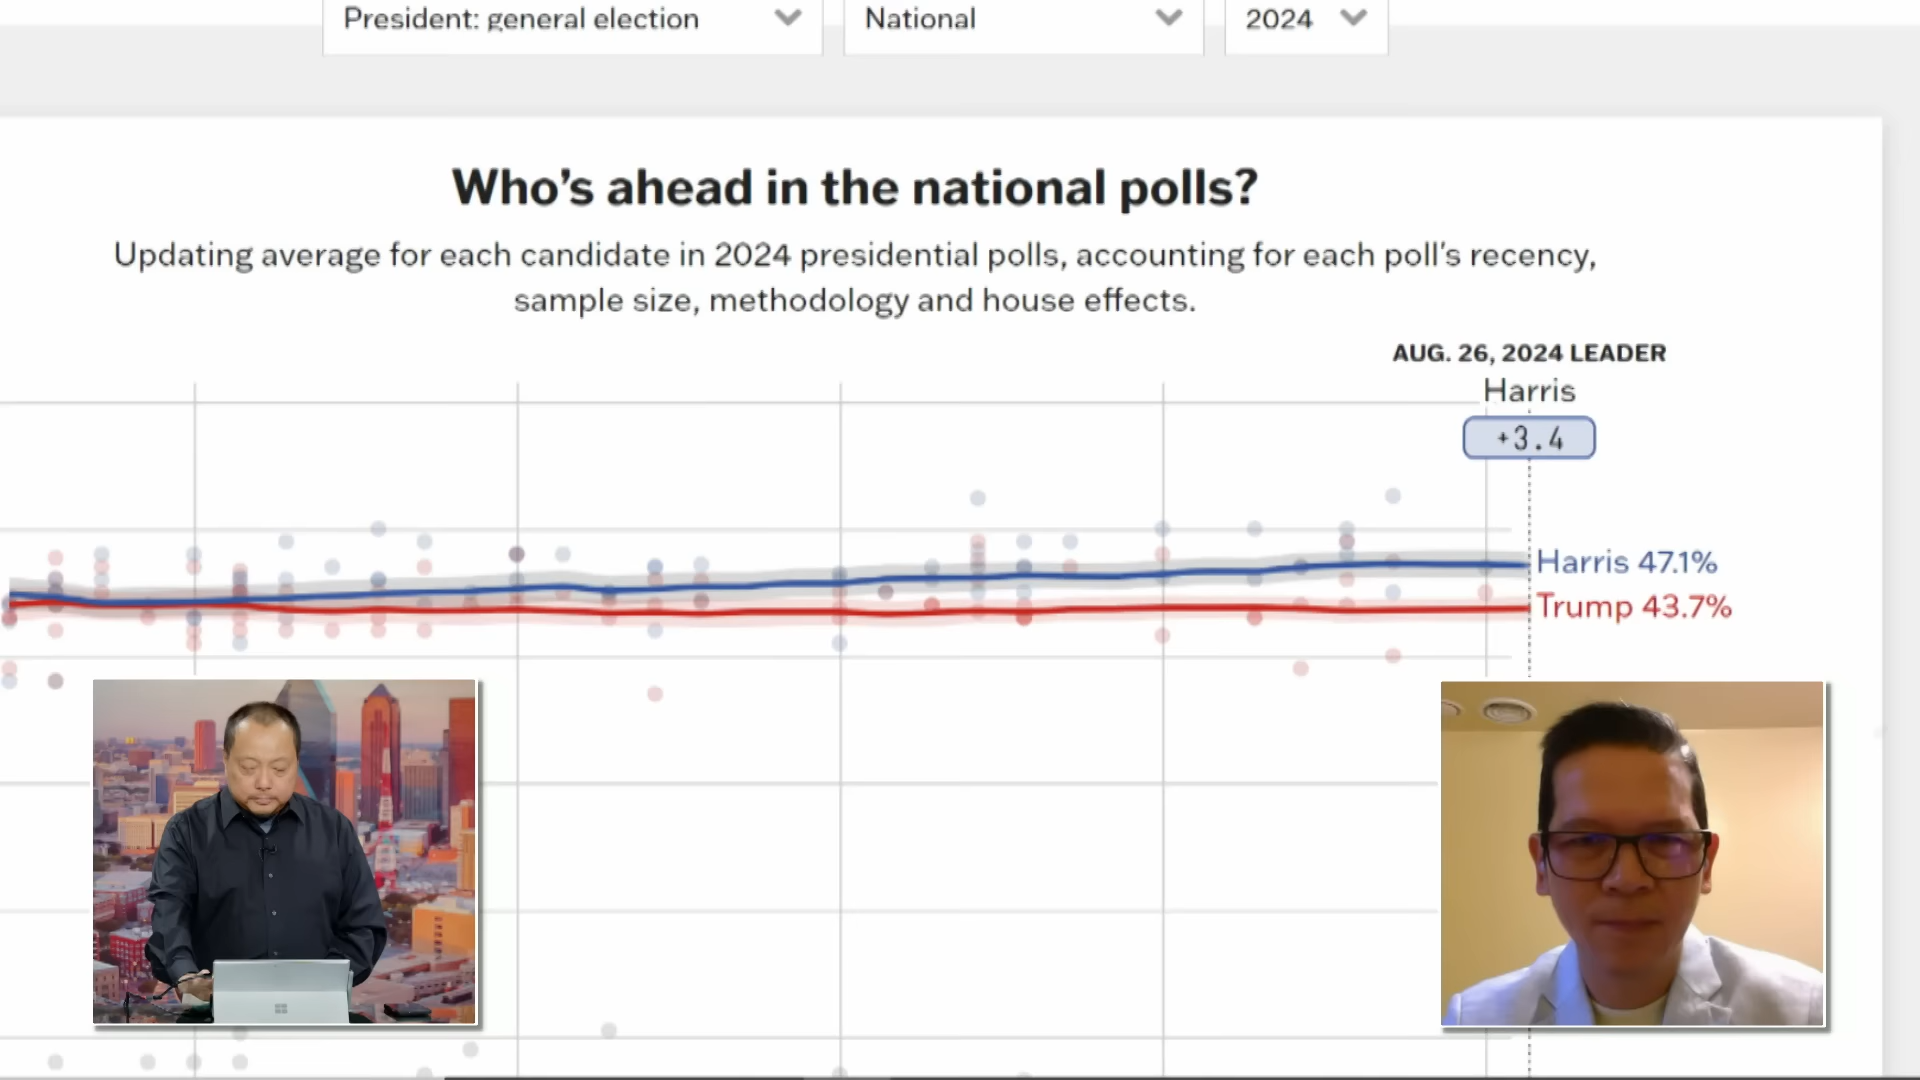 President: general election
National
2024
Who's ahead in the national polls?
Updating average for each candidate in 2024 presidential polls, accounting for each poll's recency,
sample size, methodology and house effects.
AUG. 26, 2024 LEADER
Harris
+3.4
Harris 47.1%
Trump 43.7%